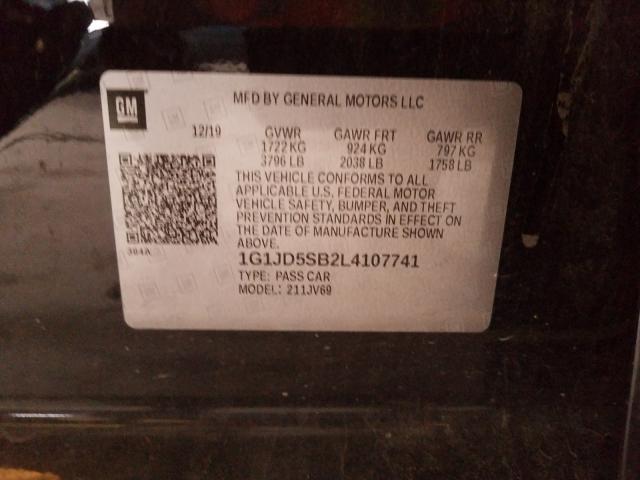 GM
MFD BY GENERAL MOTORS LLC
12/19 GVWR GAWR FRT GAWR RR
1722 KG 924 KG 797 KG
3796 LB 2038 LB 1758 LB
THIS VEHICLE CONFORMS TO ALL
APPLICABLE U.S. FEDERAL MOTOR
VEHICLE SAFETY, BUMPER, AND THEFT
PREVENTION STANDARDS IN EFFECT ON
THE DATE OF MANUFACTURE SHOWN
ABOVE.
384A
1G1JD5SB2L4107741
TYPE: PASS CAR
MODEL: 211JV69